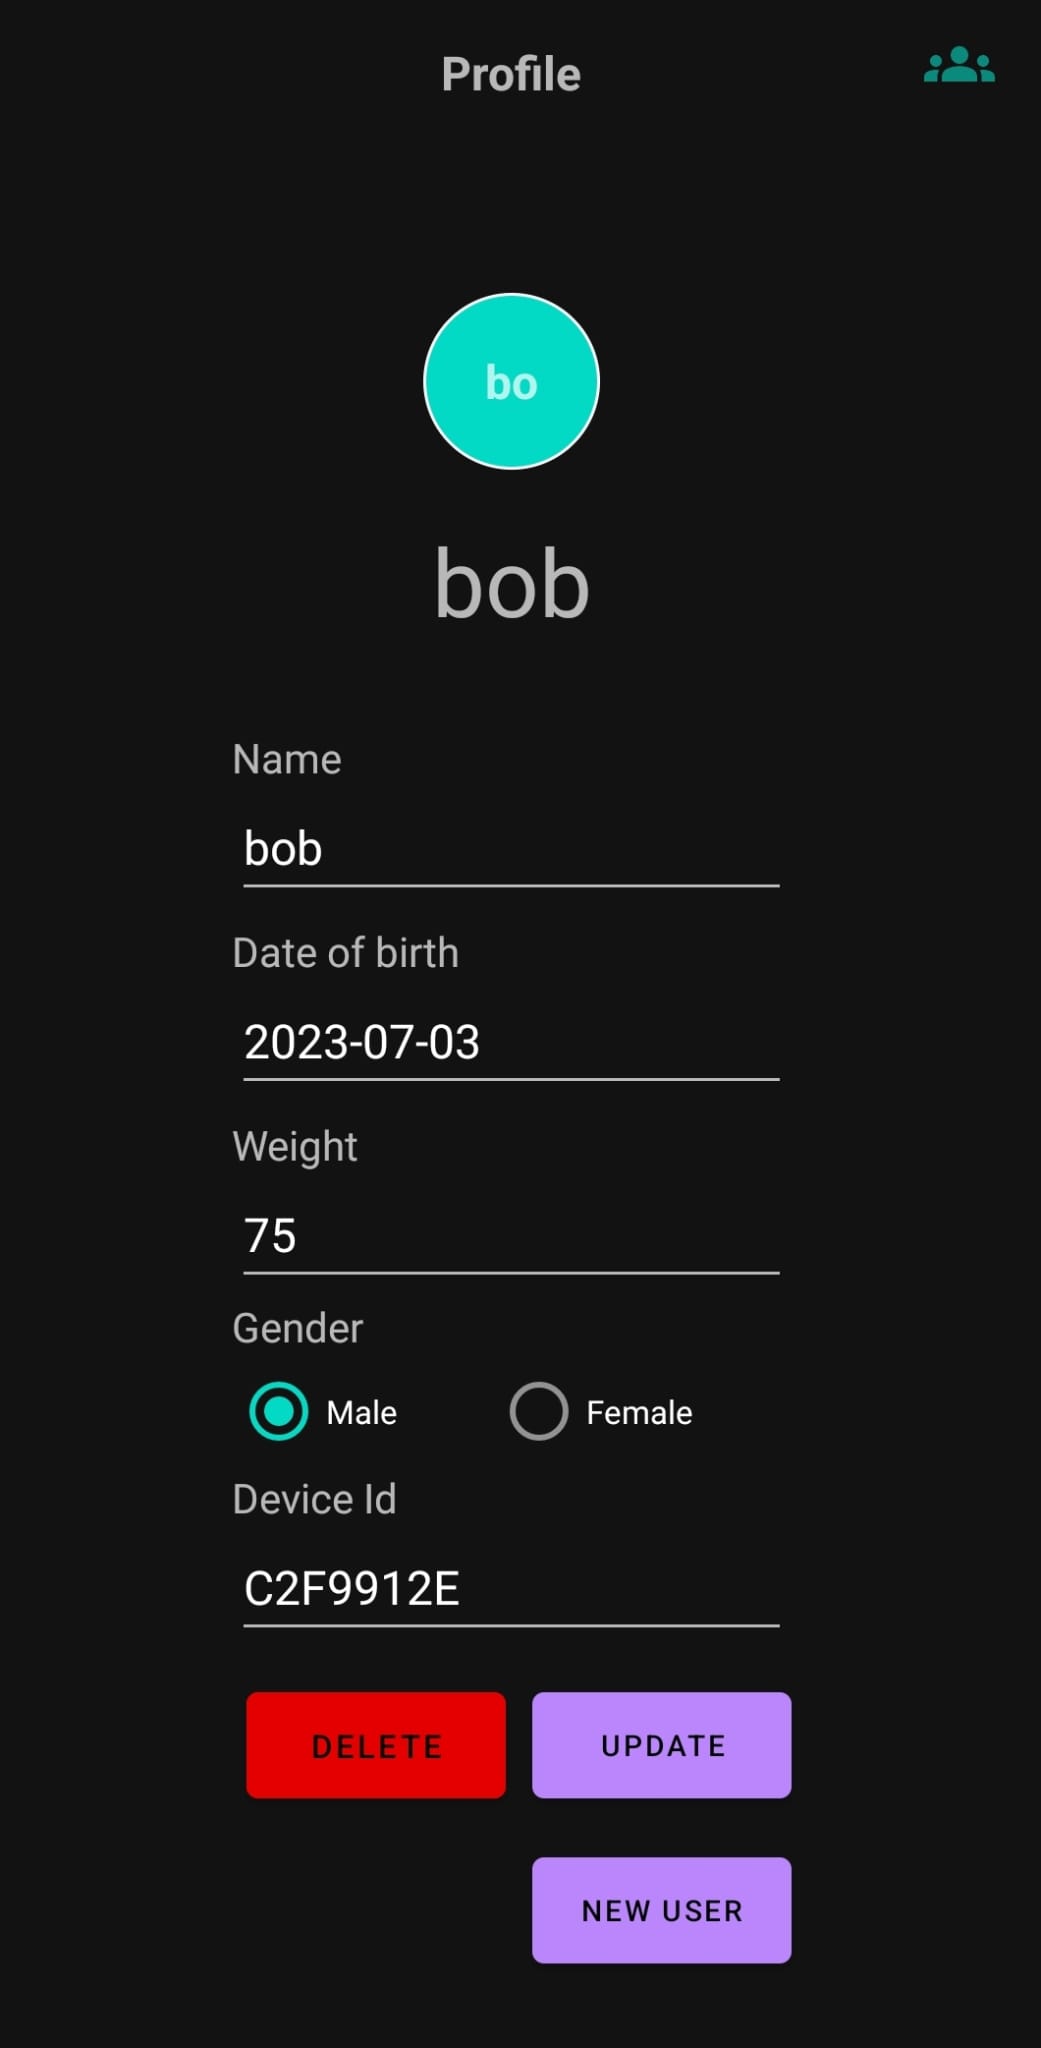 Profile
bo
bob
Name
bob
Date of birth
2023-07-03
Weight
75
Gender
Male Female
Device Id
C2F9912E
DELETE UPDATE
NEW USER